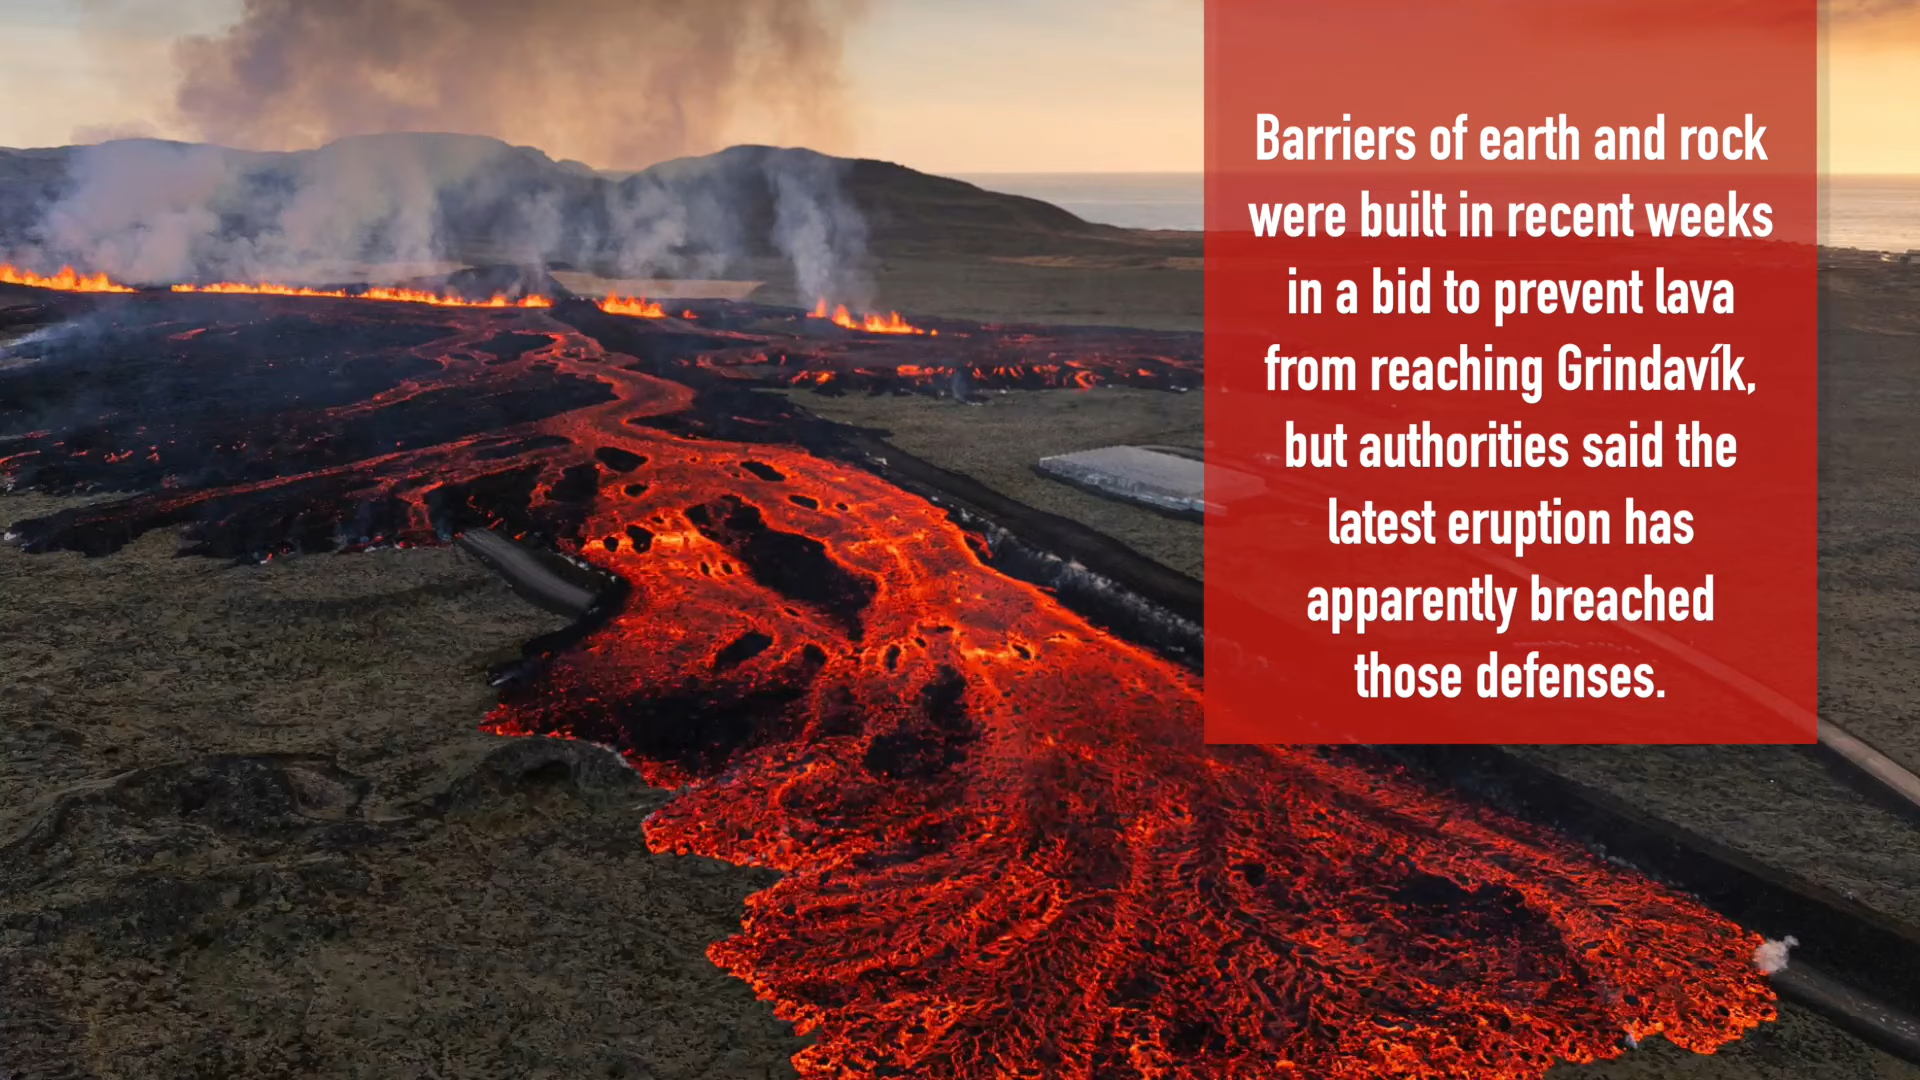 Barriers of earth and rock
were built in recent weeks
in a bid to prevent lava
from reaching Grindavík,
but authorities said the
latest eruption has
apparently breached
those defenses.